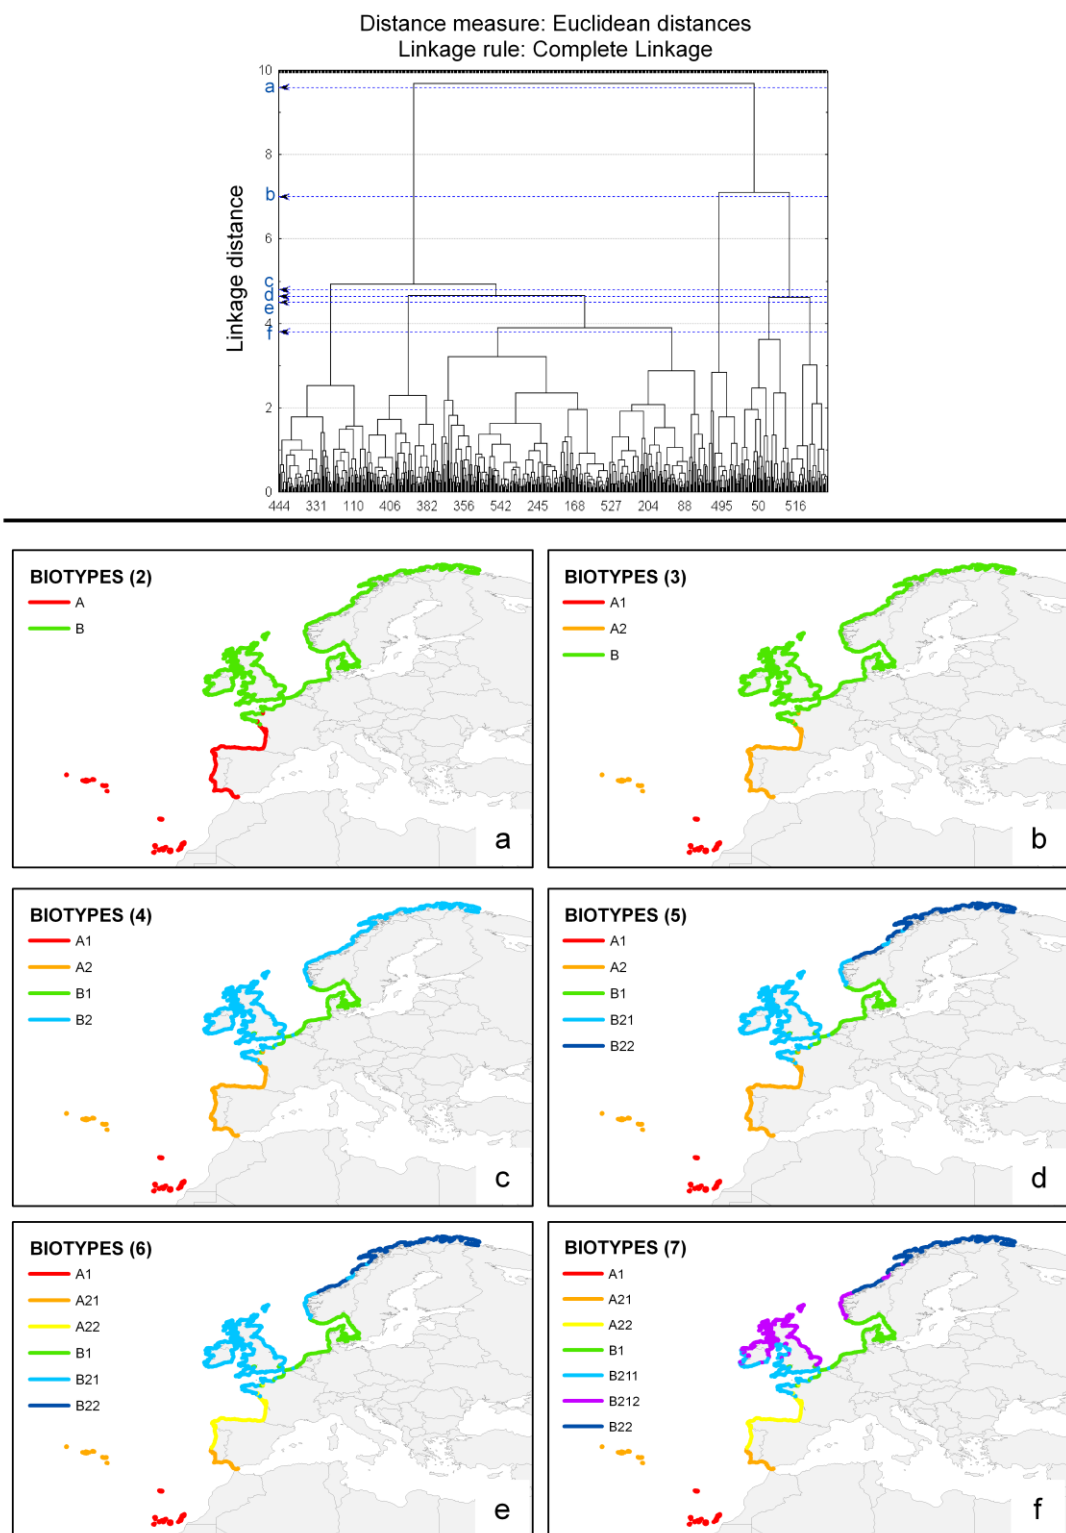 Distance measure: Euclidean distances
Linkage rule: Complete Linkage
Linkage distance
10
a
8
b
6
c
d
e
4
f
2
0
444 331 110 406 382 356 542 245 168 527 204 88 495 50 516
BIOTYPES (2)
A
B
a
BIOTYPES (3)
A1
A2
B
b
BIOTYPES (4)
A1
A2
B1
B2
c
BIOTYPES (5)
A1
A2
B1
B21
B22
d
BIOTYPES (6)
A1
A21
A22
B1
B21
B22
e
BIOTYPES (7)
A1
A21
A22
B1
B211
B212
B22
f